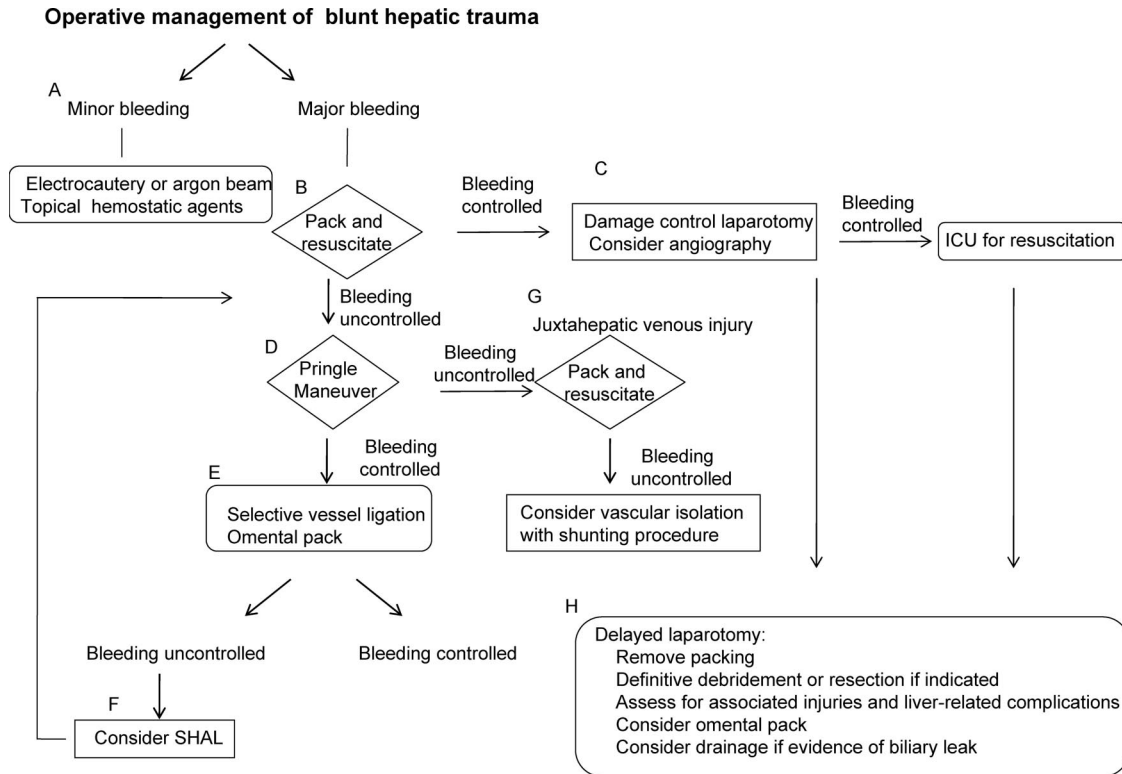 Operative management of blunt hepatic trauma
A
Minor bleeding
Major bleeding
Electrocautery or argon beam
Topical hemostatic agents
B
Pack and
resuscitate
Bleeding
controlled
C
Damage control laparotomy
Consider angiography
Bleeding
controlled
ICU for resuscitation
Bleeding
uncontrolled
D
Pringle
Maneuver
Bleeding
uncontrolled
G
Juxtahepatic venous injury
Pack and
resuscitate
Bleeding
controlled
E
Selective vessel ligation
Omental pack
Bleeding
uncontrolled
Consider vascular isolation
with shunting procedure
Bleeding uncontrolled
Bleeding controlled
F
Consider SHAL
H
Delayed laparotomy:
Remove packing
Definitive debridement or resection if indicated
Assess for associated injuries and liver-related complications
Consider omental pack
Consider drainage if evidence of biliary leak